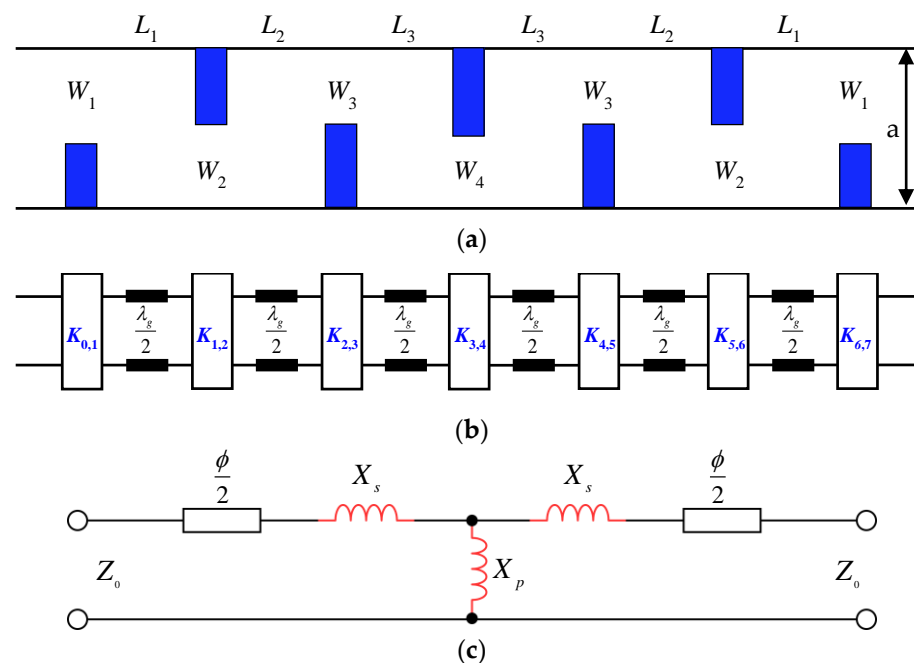 L₁ L₂ L₃ L₃ L₂ L₁
W₁ W₃ W₃ W₁ a
W₂ W₄ W₂
(a)
K₀,₁ λg/2 K₁,₂ λg/2 K₂,₃ λg/2 K₃,₄ λg/2 K₄,₅ λg/2 K₅,₆ λg/2 K₆,₇
(b)
ϕ/2 Xₛ Xₛ ϕ/2
Z₀ Xₚ Z₀
(c)